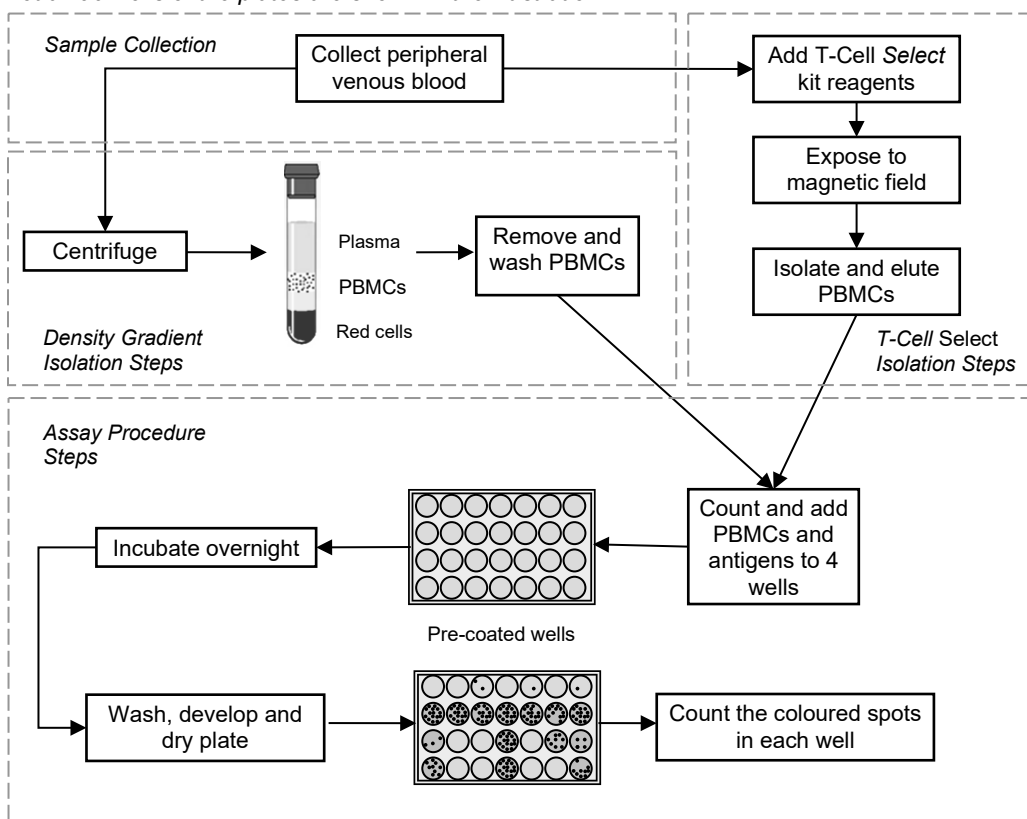 Sample Collection
Collect peripheral
venous blood
Add T-Cell Select
kit reagents
Expose to
magnetic field
Isolate and elute
PBMCs
T-Cell Select
Isolation Steps
Centrifuge
Plasma
PBMCs
Red cells
Remove and
wash PBMCs
Density Gradient
Isolation Steps
Assay Procedure
Steps
Count and add
PBMCs and
antigens to 4
wells
Pre-coated wells
Incubate overnight
Wash, develop and
dry plate
Count the coloured spots
in each well